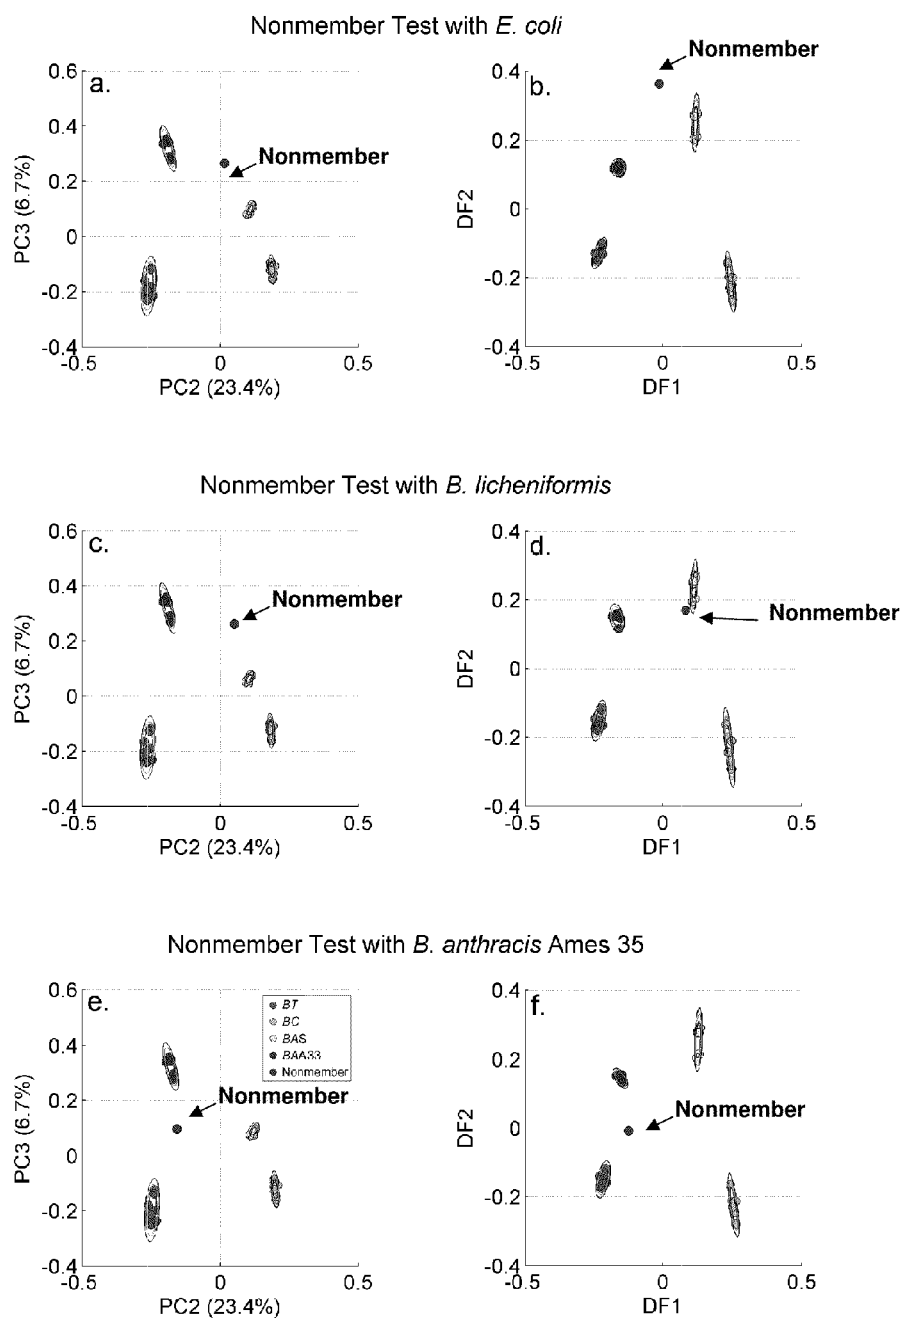 Nonmember Test with E. coli
a.
0.6
0.4
0.2
0
-0.2
-0.4
-0.5
0
0.5
PC3 (6.7%)
PC2 (23.4%)
Nonmember
b.
0.4
0.2
0
-0.2
-0.4
-0.5
0
0.5
DF2
DF1
Nonmember
Nonmember Test with B. licheniformis
c.
0.6
0.4
0.2
0
-0.2
-0.4
-0.5
0
0.5
PC3 (6.7%)
PC2 (23.4%)
Nonmember
d.
0.4
0.2
0
-0.2
-0.4
-0.5
0
0.5
DF2
DF1
Nonmember
Nonmember Test with B. anthracis Ames 35
e.
0.6
0.4
0.2
0
-0.2
-0.4
-0.5
0
0.5
PC3 (6.7%)
PC2 (23.4%)
BT
BC
BAS
BAA33
Nonmember
Nonmember
f.
0.4
0.2
0
-0.2
-0.4
-0.5
0
0.5
DF2
DF1
Nonmember